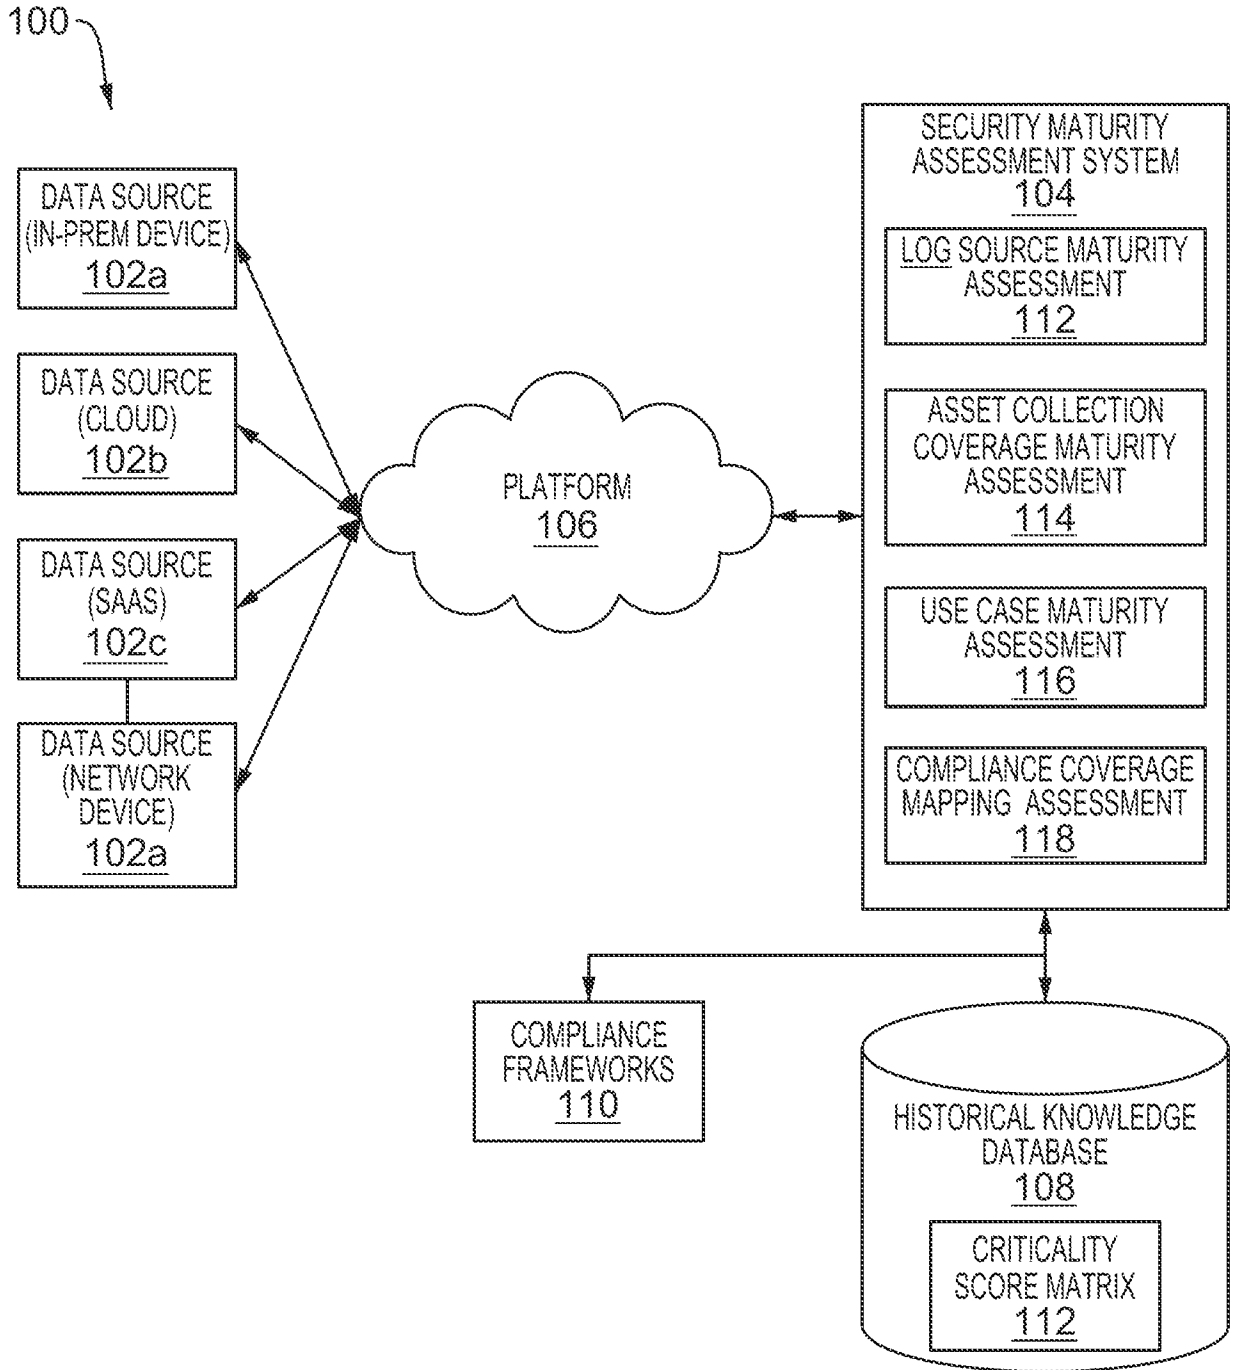 100
DATA SOURCE
(IN-PREM DEVICE)
102a
DATA SOURCE
(CLOUD)
102b
DATA SOURCE
(SAAS)
102c
DATA SOURCE
(NETWORK
DEVICE)
102a
PLATFORM
106
SECURITY MATURITY
ASSESSMENT SYSTEM
104
LOG SOURCE MATURITY
ASSESSMENT
112
ASSET COLLECTION
COVERAGE MATURITY
ASSESSMENT
114
USE CASE MATURITY
ASSESSMENT
116
COMPLIANCE COVERAGE
MAPPING ASSESSMENT
118
COMPLIANCE
FRAMEWORKS
110
HISTORICAL KNOWLEDGE
DATABASE
108
CRITICALITY
SCORE MATRIX
112